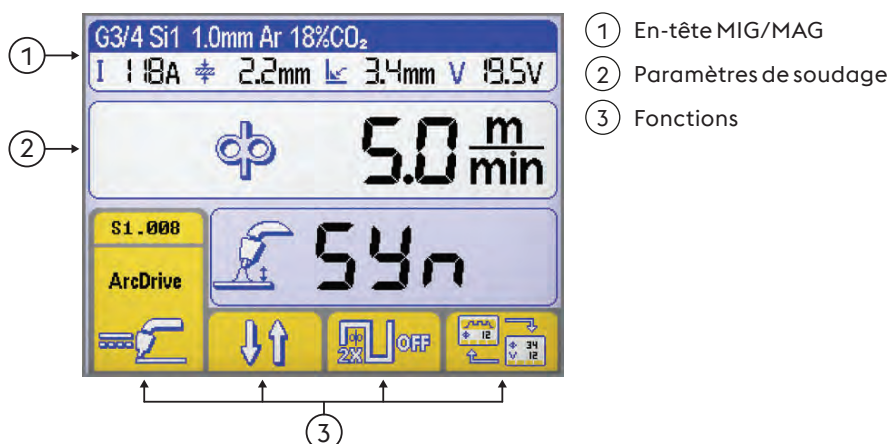 G3/4 Si1 1.0mm Ar 18%CO₂
I 118A 2.2mm 3.4mm V 19.5V
5.0 m/min
S1.008
ArcDrive
Syn
2X OFF
12
34
V 12
1
2
3
1 En-tête MIG/MAG
2 Paramètres de soudage
3 Fonctions